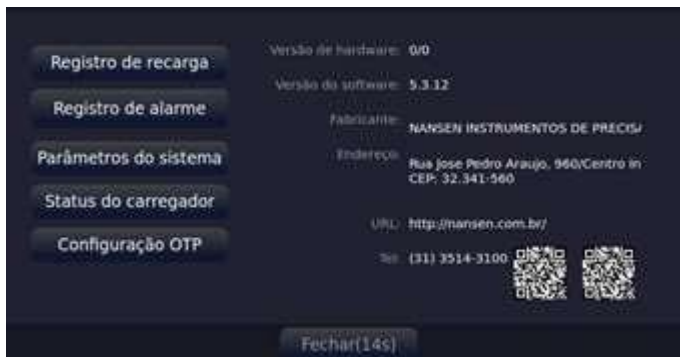 Registro de recarga
Registro de alarme
Parâmetros do sistema
Status do carregador
Configuração OTP
Versão de hardware: 0/0
Versão do software: 5.3.12
Fabricante: NANSEN INSTRUMENTOS DE PRECIS/
Endereço: Rua Jose Pedro Araujo, 960/Centro In
CEP: 32.341-560
URL: http://nansen.com.br/
Tel: (31) 3514-3100
Fechar(14s)